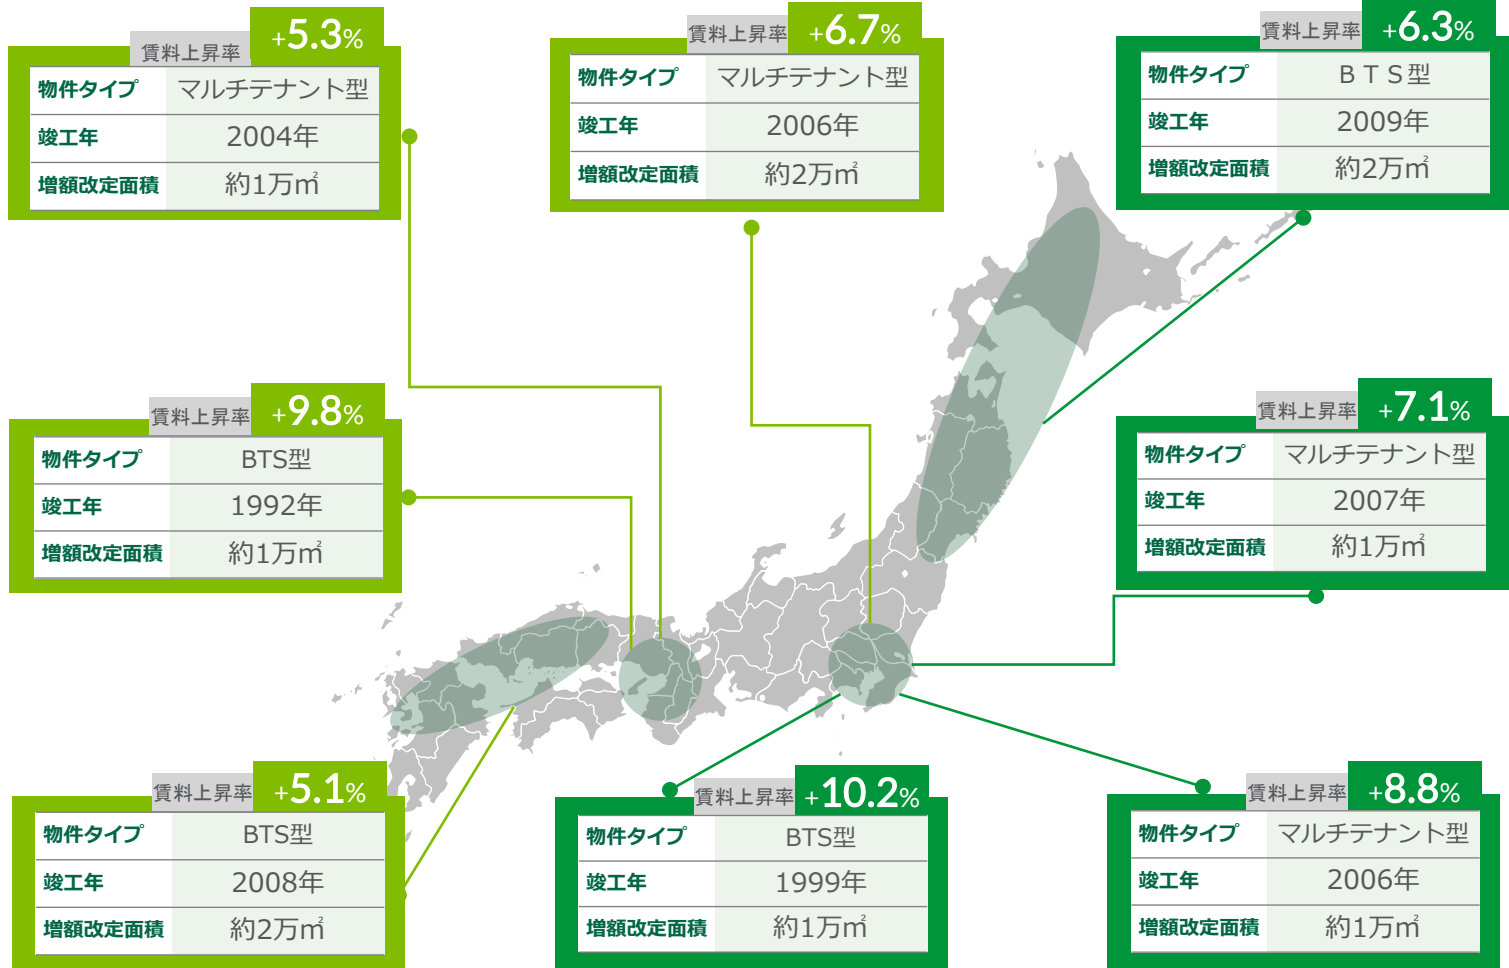 賃料上昇率 +5.3%
物件タイプ マルチテナント型
竣工年 2004年
増額改定面積 約1万㎡
賃料上昇率 +6.7%
物件タイプ マルチテナント型
竣工年 2006年
増額改定面積 約2万㎡
賃料上昇率 +6.3%
物件タイプ ＢＴＳ型
竣工年 2009年
増額改定面積 約2万㎡
賃料上昇率 +9.8%
物件タイプ BTS型
竣工年 1992年
増額改定面積 約1万㎡
賃料上昇率 +7.1%
物件タイプ マルチテナント型
竣工年 2007年
増額改定面積 約1万㎡
賃料上昇率 +5.1%
物件タイプ BTS型
竣工年 2008年
増額改定面積 約2万㎡
賃料上昇率 +10.2%
物件タイプ BTS型
竣工年 1999年
増額改定面積 約1万㎡
賃料上昇率 +8.8%
物件タイプ マルチテナント型
竣工年 2006年
増額改定面積 約1万㎡